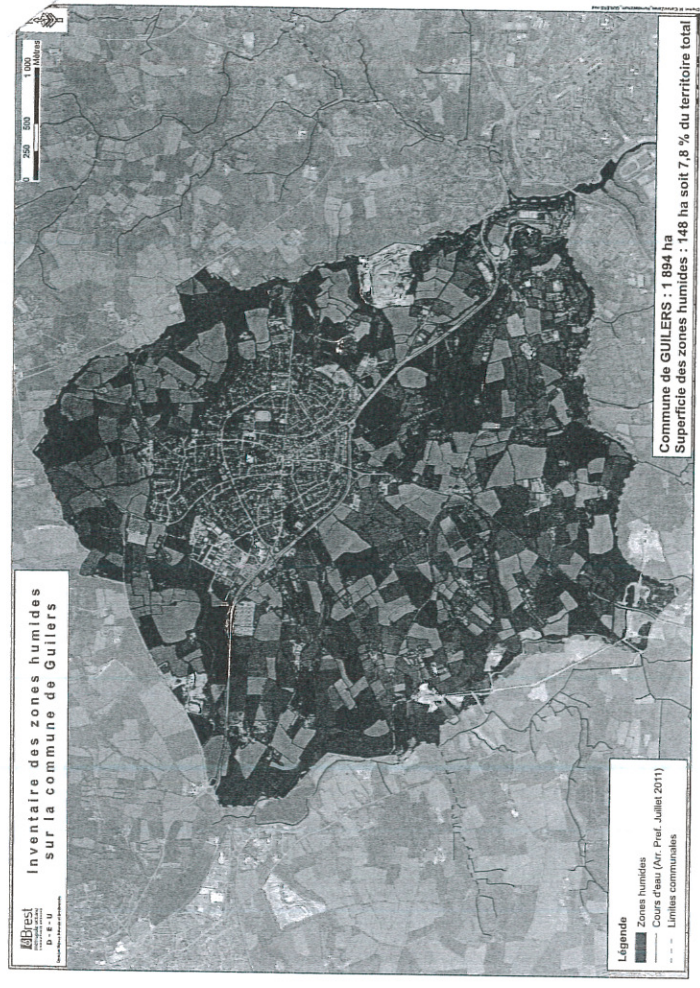 Brest
métropole océane
D - E - U
Inventaire des zones humides
sur la commune de Guilers
0 250 500 1 000
Mètres
Légende
Zones humides
Cours d'eau (Arr. Pref. Juillet 2011)
Limites communales
Commune de GUILERS : 1 894 ha
Superficie des zones humides : 148 ha soit 7,8 % du territoire total